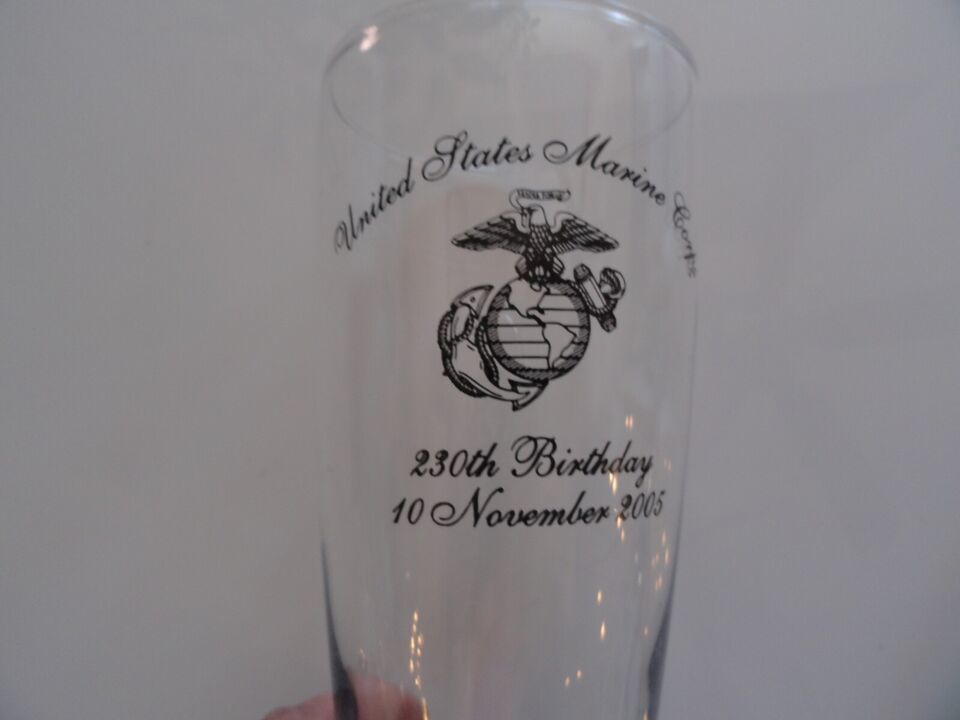 United States Marine Corps
230th Birthday
10 November 2005